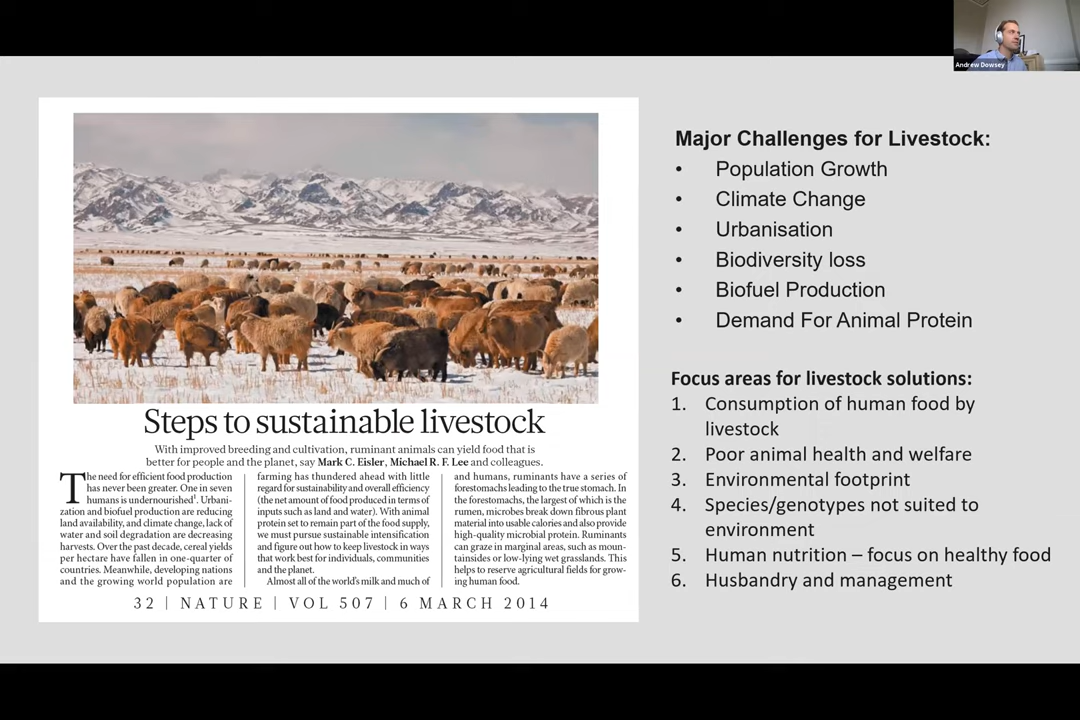 Andrew Dowsey
Steps to sustainable livestock
With improved breeding and cultivation, ruminant animals can yield food that is
better for people and the planet, say Mark C. Eisler, Michael R. F. Lee and colleagues.
The need for efficient food production
has never been greater. One in seven
humans is undernourished¹. Urbani-
zation and biofuel production are reducing
land availability, and climate change, lack of
water and soil degradation are decreasing
harvests. Over the past decade, cereal yields
per hectare have fallen in one-quarter of
countries. Meanwhile, developing nations
and the growing world population are
farming has thundered ahead with little
regard for sustainability and overall efficiency
(the net amount of food produced in terms of
inputs such as land and water). With animal
protein set to remain part of the food supply,
we must pursue sustainable intensification
and figure out how to keep livestock in ways
that work best for individuals, communities
and the planet.
Almost all of the world's milk and much of
and humans, ruminants have a series of
forestomachs leading to the true stomach. In
the forestomachs, the largest of which is the
rumen, microbes break down fibrous plant
material into usable calories and also provide
high-quality microbial protein. Ruminants
can graze in marginal areas, such as moun-
tainsides or low-lying wet grasslands. This
helps to reserve agricultural fields for grow-
ing human food.
32 | NATURE | VOL 507 | 6 MARCH 2014
Major Challenges for Livestock:
• Population Growth
• Climate Change
• Urbanisation
• Biodiversity loss
• Biofuel Production
• Demand For Animal Protein
Focus areas for livestock solutions:
1. Consumption of human food by
livestock
2. Poor animal health and welfare
3. Environmental footprint
4. Species/genotypes not suited to
environment
5. Human nutrition – focus on healthy food
6. Husbandry and management